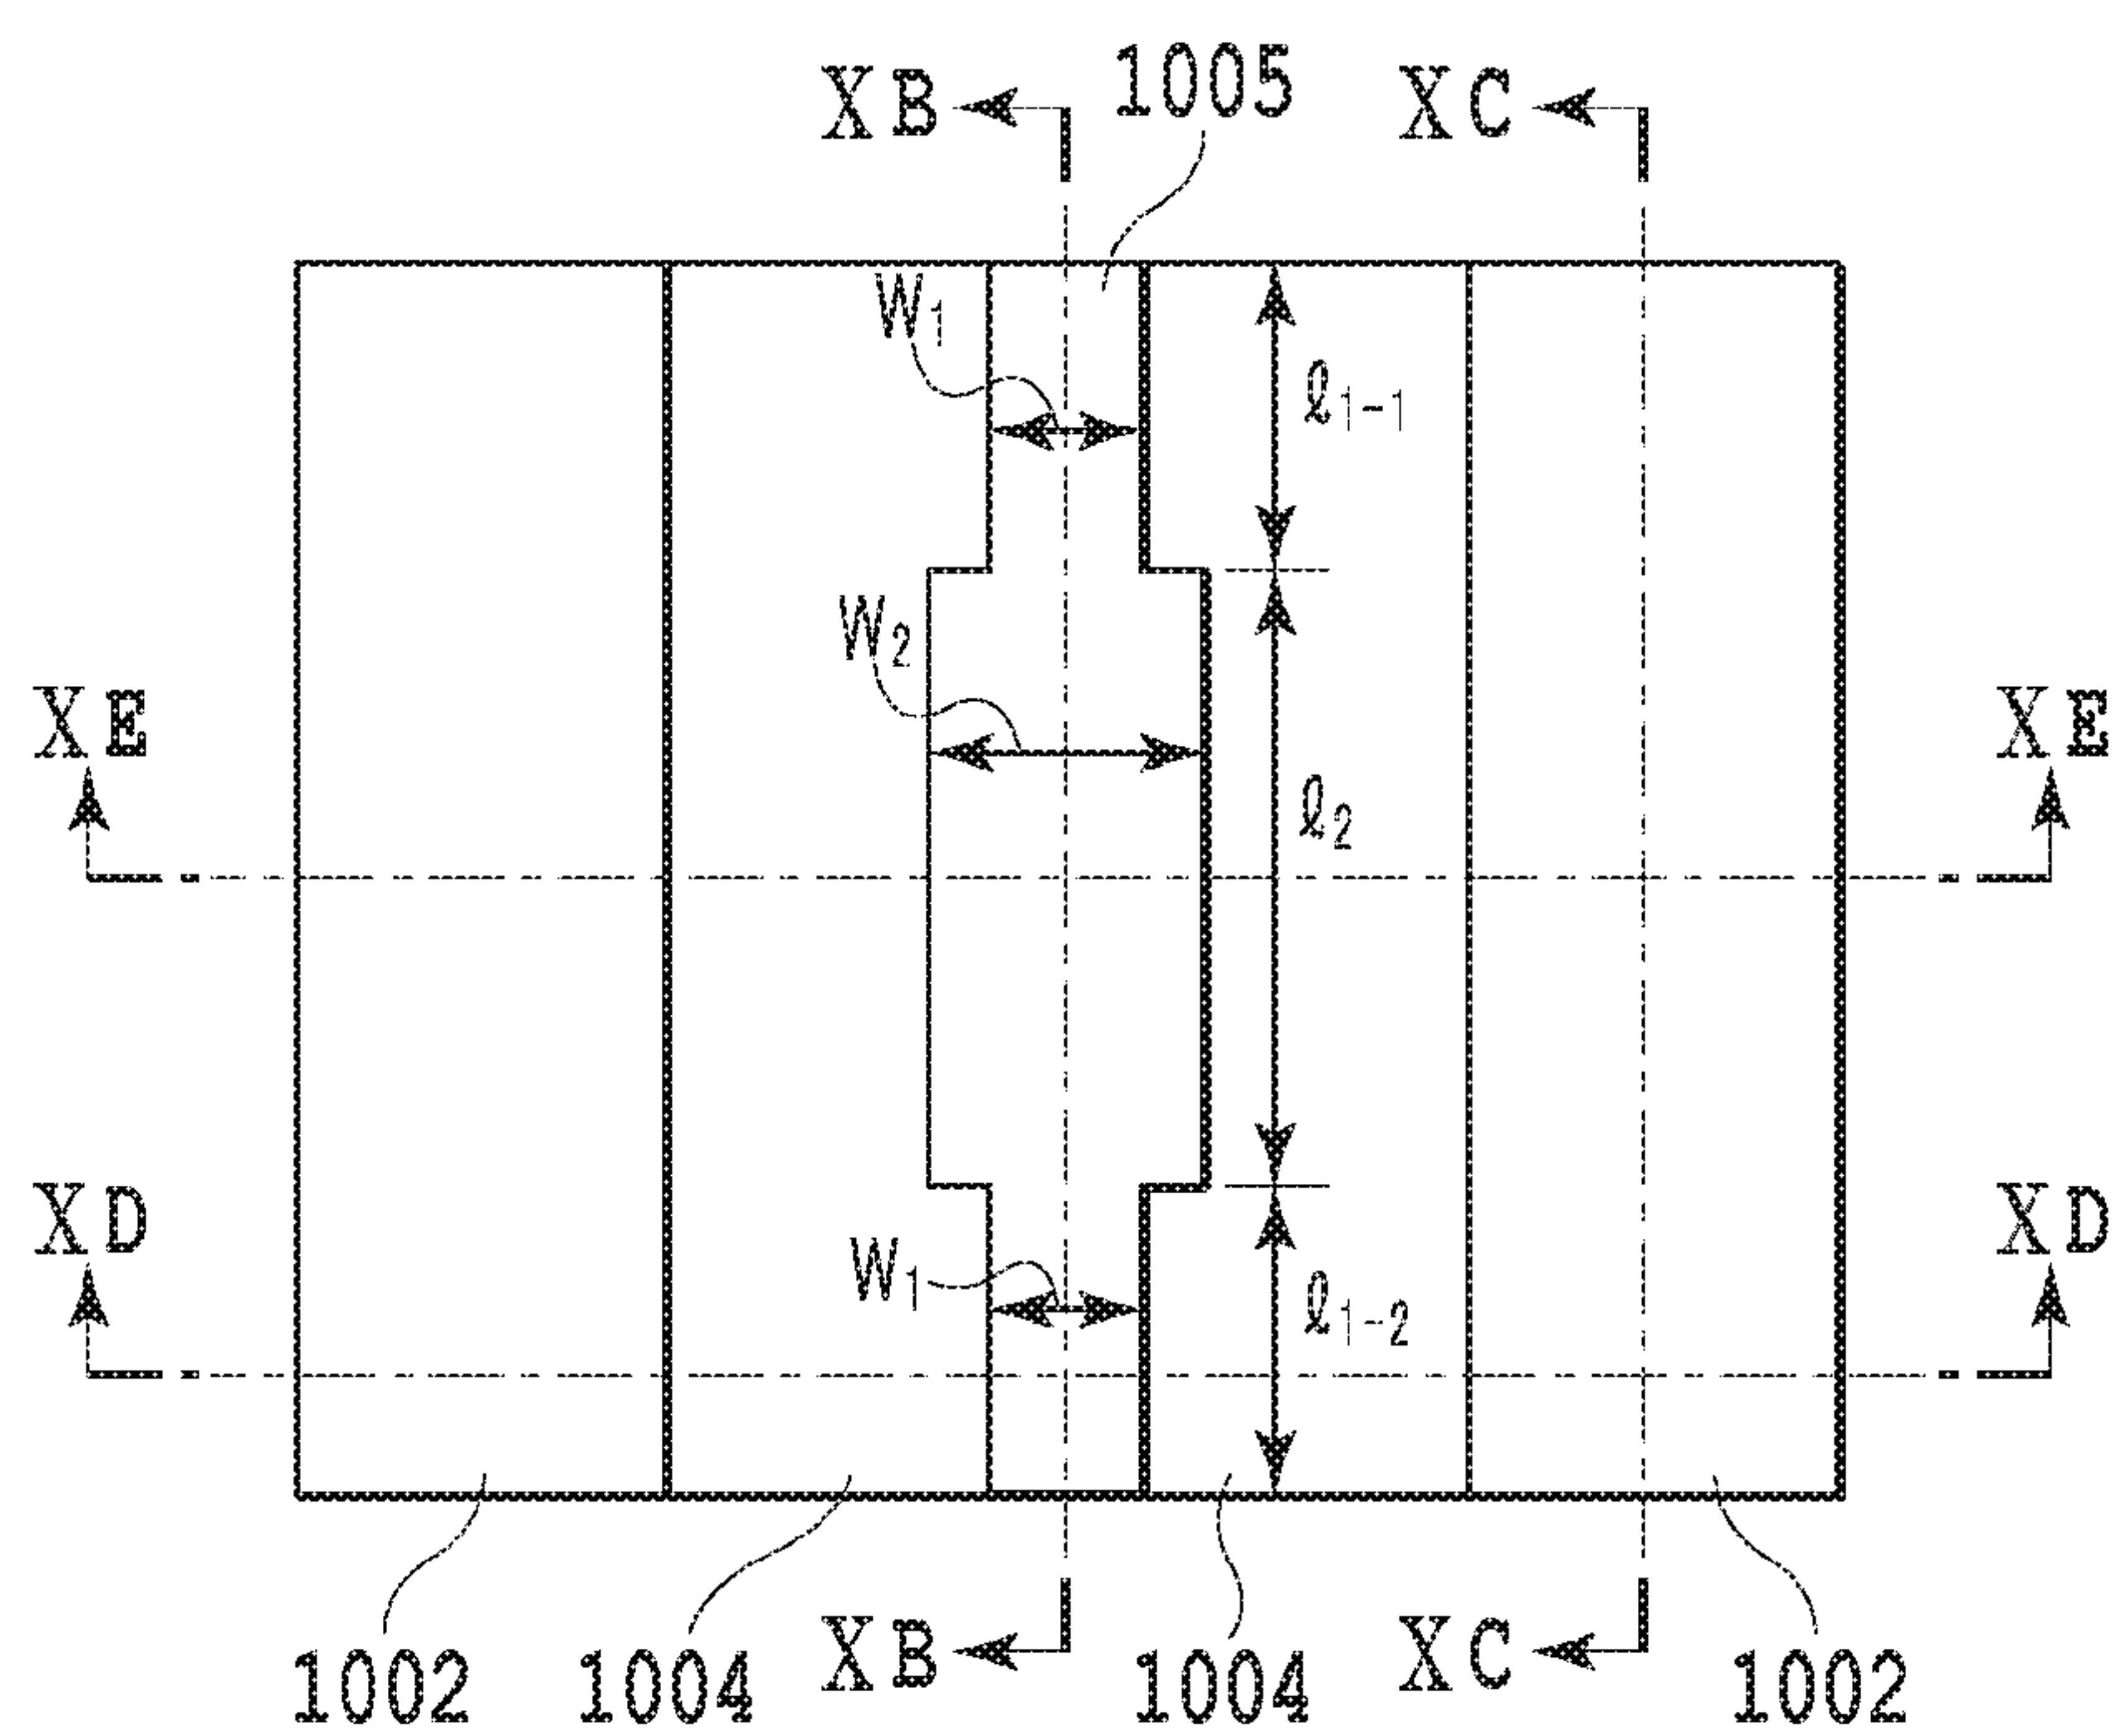 XB 1005 XC
W1
ℓ1-1
W2
XE XE
ℓ2
XD XD
W1 ℓ1-2
1002 1004 XB 1004 XC 1002